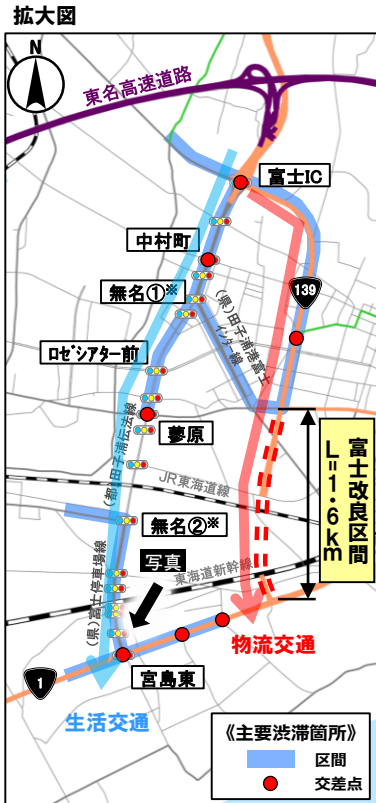 拡大図
N
東名高速道路
富士IC
中村町
無名①※
139
(県)田子浦港富士
インター線
ロゼシアター前
(都)田子浦伝法線
夢原
富士改良区間
L=1.6km
JR東海道線
無名②※
写真
東海道新幹線
(県)富士停車場線
物流交通
宮島東
1
生活交通
《主要渋滞箇所》
区間
交差点